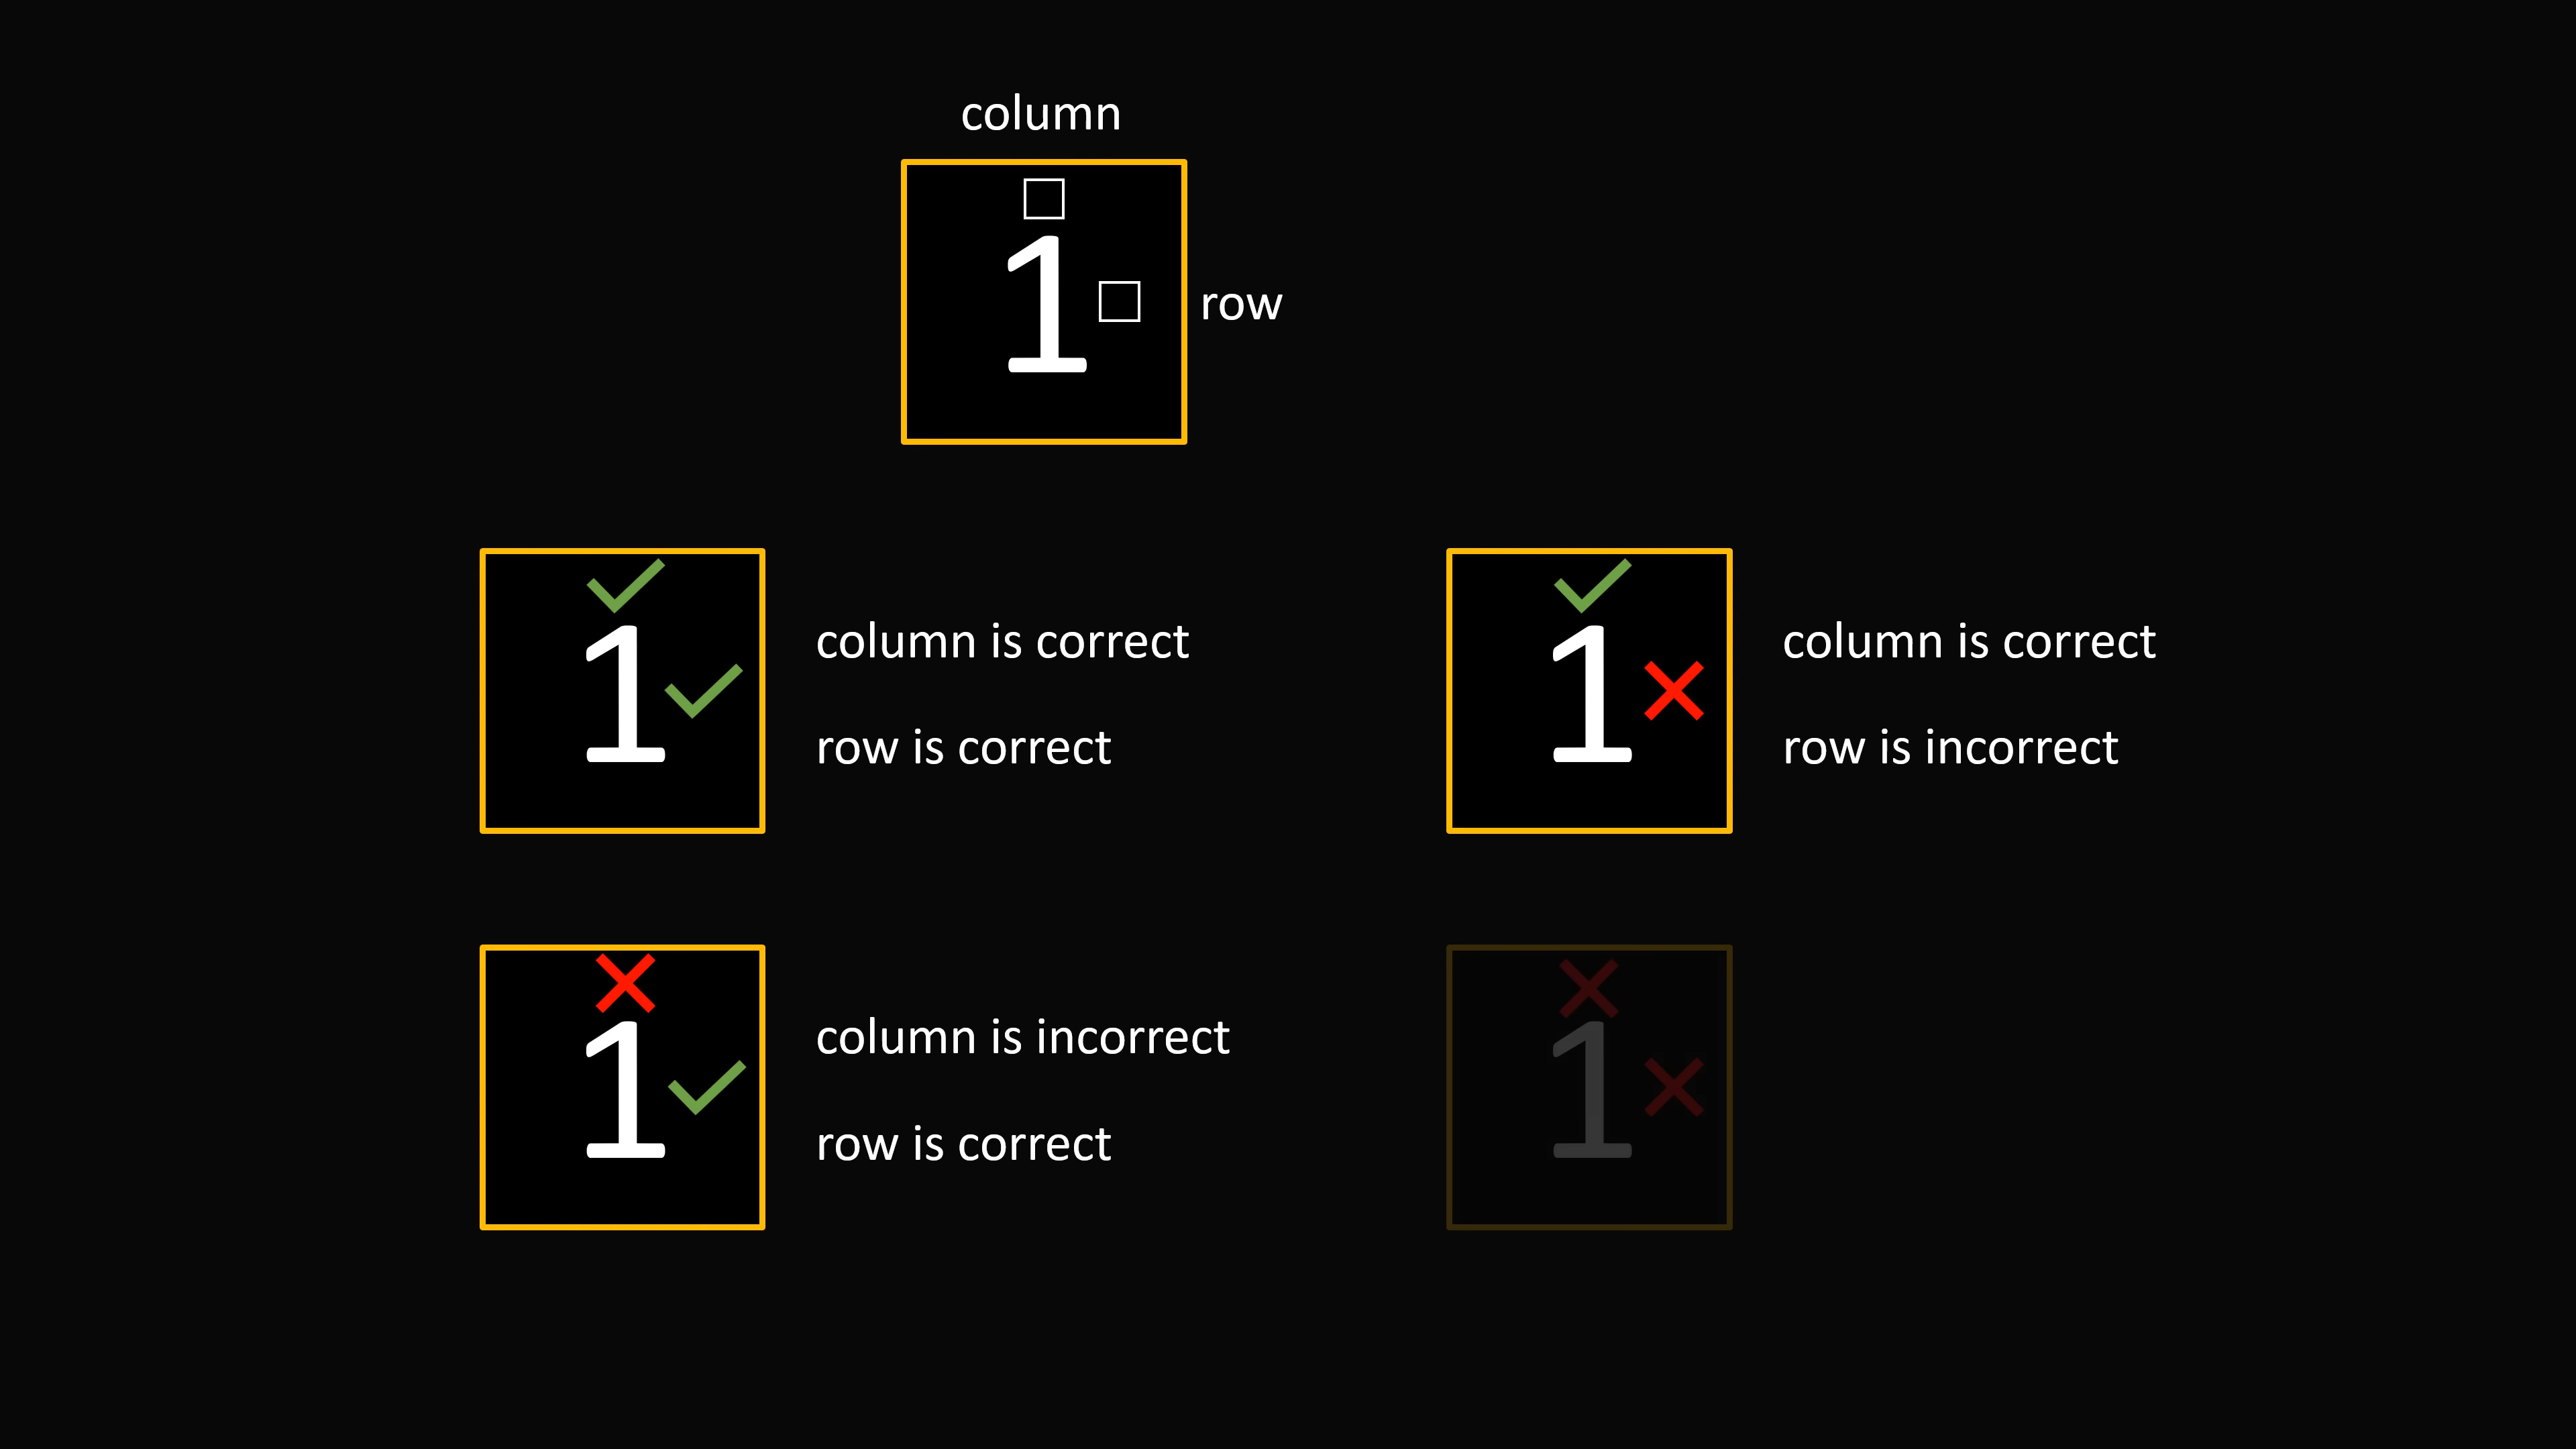 column
1
row
1
column is correct
row is correct
1
column is correct
row is incorrect
1
column is incorrect
row is correct
1